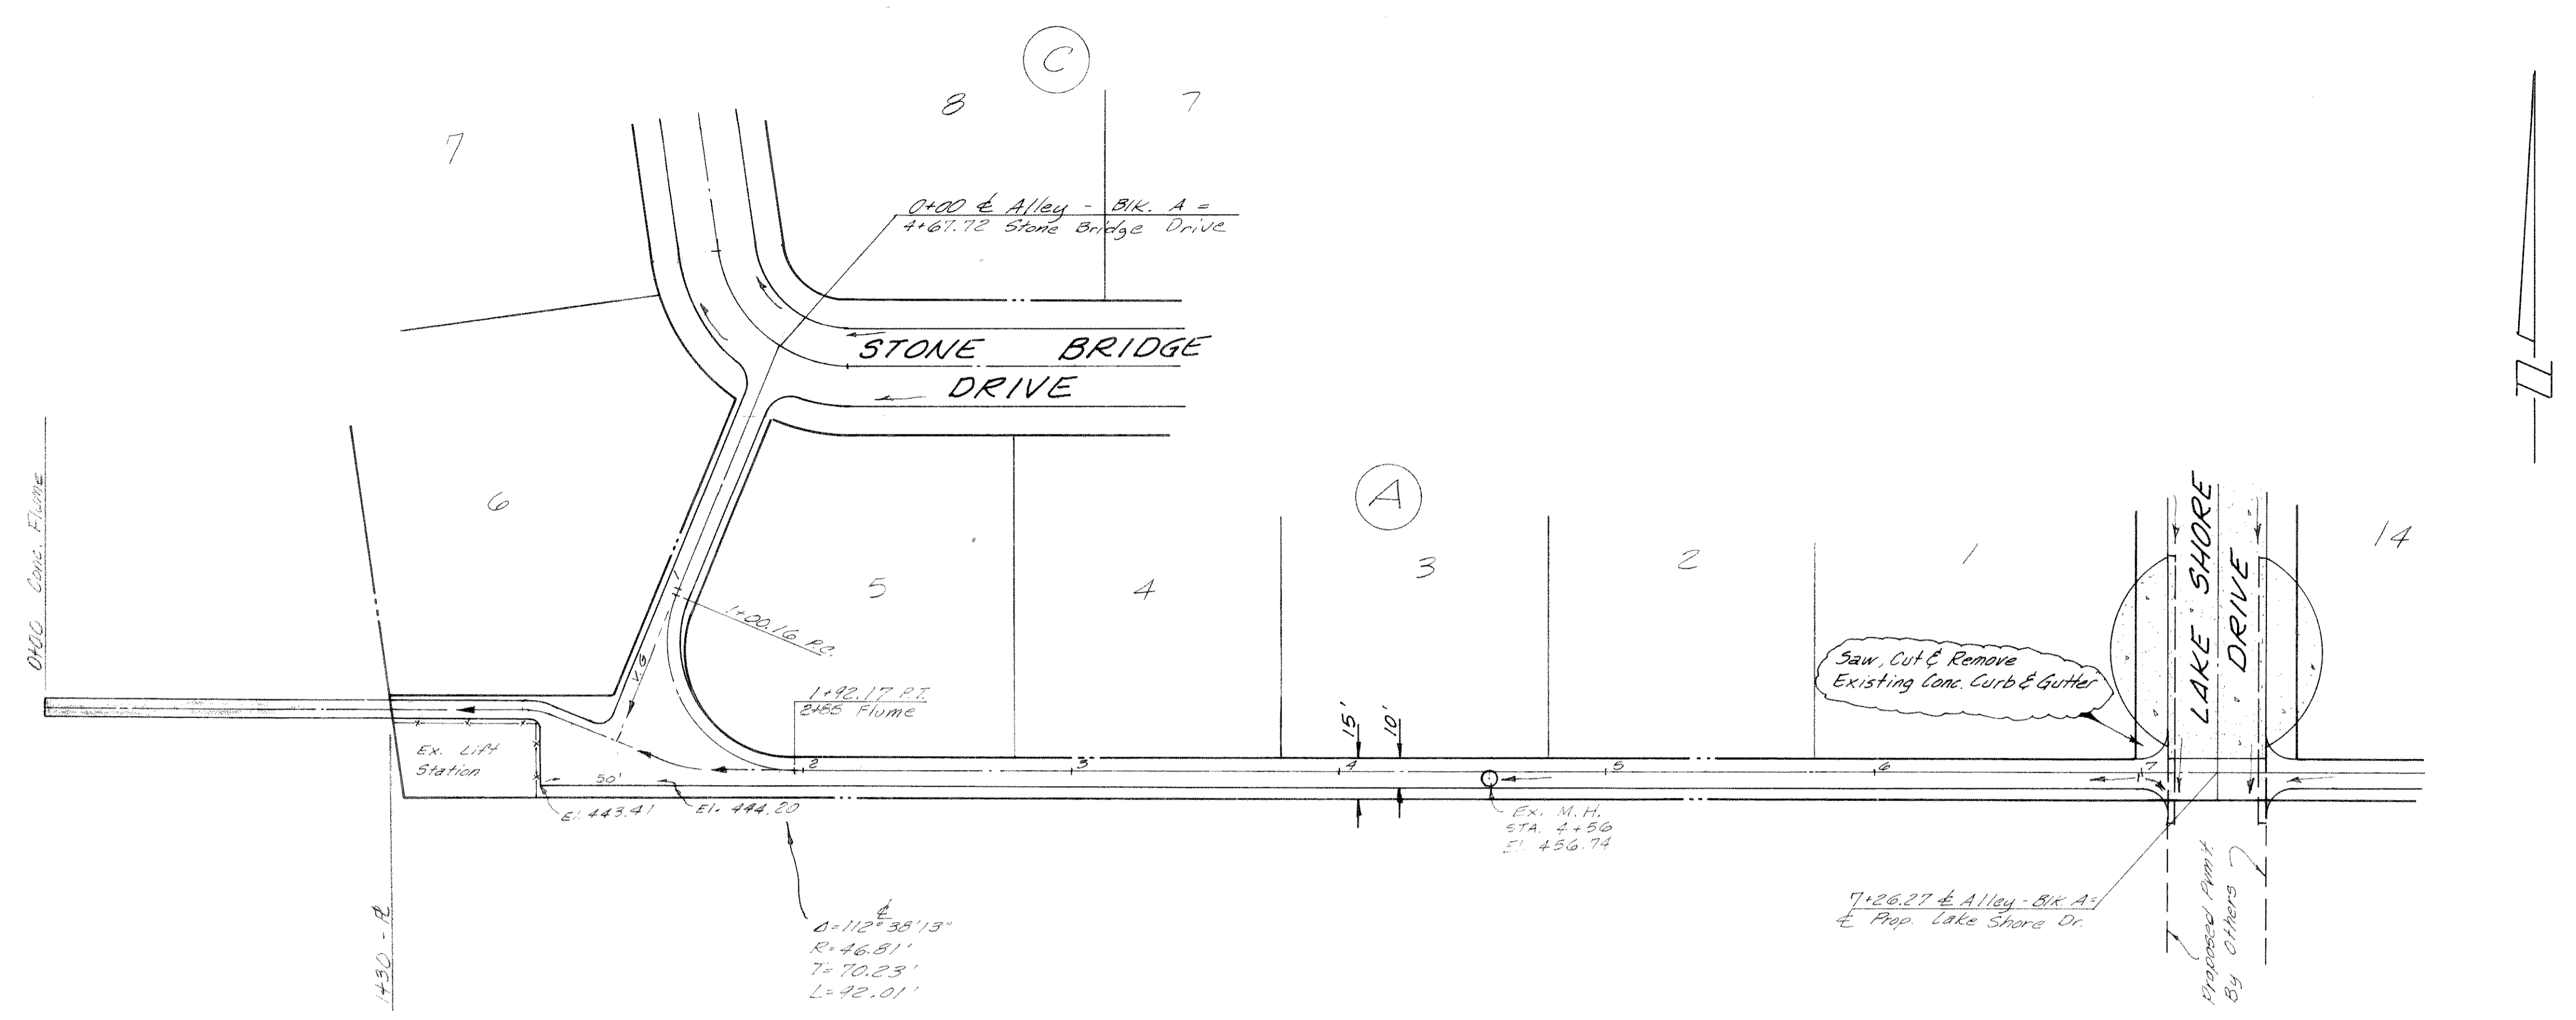 C
8
7
7
0+00 ℄ Alley - Blk. A =
4+67.72 Stone Bridge Drive
STONE BRIDGE
DRIVE
N
0+00 Conc. Flume
6
A
5
4
3
2
1
14
LAKE SHORE
DRIVE
1
1+00.16 P.C.
V.G.
1+92.17 P.T.
2+85 Flume
Saw, Cut & Remove
Existing Conc. Curb & Gutter
15'
10'
Ex. Lift
Station
50'
2
3
4
5
6
7
El. 443.41
El. 444.20
Ex. M.H.
STA. 4+56
El. 456.74
7+26.27 ℄ Alley - Blk. A=
℄ Prop. Lake Shore Dr.
Proposed Pvmt.
By Others
1+30 - ⅊
℄
Δ=112°38'13"
R=46.81'
T=70.23'
L=92.01'